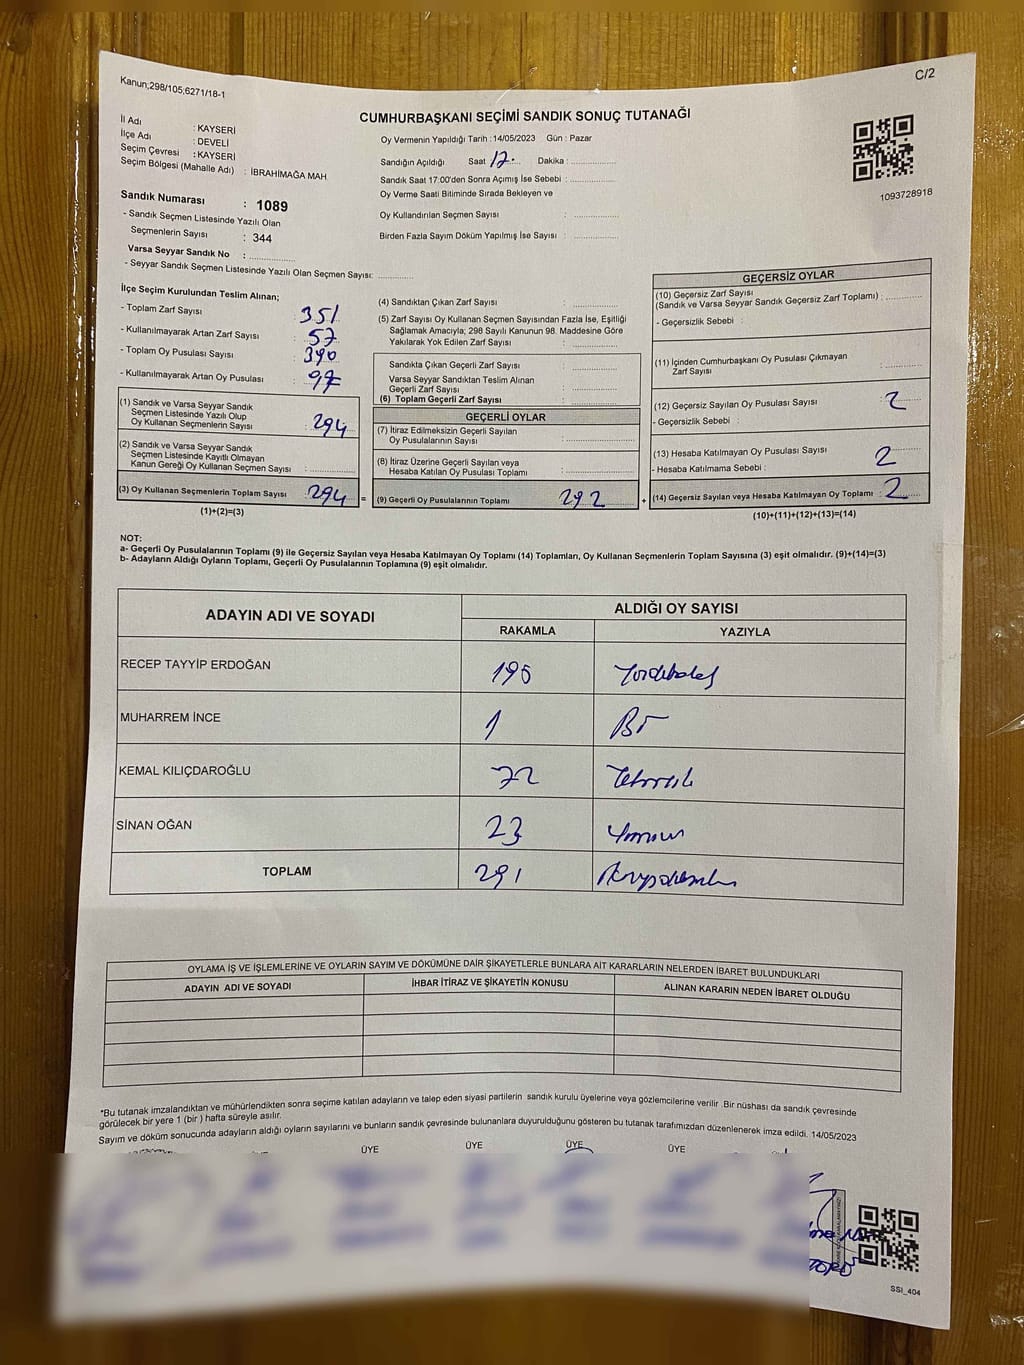 C/2
Kanun;298/105;6271/18-1
CUMHURBAŞKANI SEÇİMİ SANDIK SONUÇ TUTANAĞI
İl Adı : KAYSERİ
İlçe Adı : DEVELİ
Seçim Çevresi : KAYSERİ
Seçim Bölgesi (Mahalle Adı) : İBRAHİMAĞA MAH.
Sandık Numarası : 1089
- Sandık Seçmen Listesinde Yazılı Olan
Seçmenlerin Sayısı : 344
Varsa Seyyar Sandık No : ..............
- Seyyar Sandık Seçmen Listesinde Yazılı Olan Seçmen Sayısı: ............
Oy Vermenin Yapıldığı Tarih : 14/05/2023 Gün : Pazar
Sandığın Açıldığı Saat 17. Dakika : ..............
Sandık Saat 17:00'den Sonra Açımış İse Sebebi : ..............
Oy Verme Saati Bitiminde Sırada Bekleyen ve
Oy Kullandırılan Seçmen Sayısı : ..............
Birden Fazla Sayım Döküm Yapılmış İse Sayısı : ..............
1093728918
İlçe Seçim Kurulundan Teslim Alınan;
- Toplam Zarf Sayısı : 351
- Kullanılmayarak Artan Zarf Sayısı : 57
- Toplam Oy Pusulası Sayısı : 390
- Kullanılmayarak Artan Oy Pusulası : 97
(1) Sandık ve Varsa Seyyar Sandık
Seçmen Listesinde Yazılı Olup
Oy Kullanan Seçmenlerin Sayısı : 294
(2) Sandık ve Varsa Seyyar Sandık
Seçmen Listesinde Kayıtlı Olmayan
Kanun Gereği Oy Kullanan Seçmen Sayısı : ..............
(3) Oy Kullanan Seçmenlerin Toplam Sayısı : 294 =
(1)+(2)=(3)
(4) Sandıktan Çıkan Zarf Sayısı : ..............
(5) Zarf Sayısı Oy Kullanan Seçmen Sayısından Fazla İse, Eşitliği
Sağlamak Amacıyla; 298 Sayılı Kanunun 98. Maddesine Göre
Yakılarak Yok Edilen Zarf Sayısı : ..............
Sandıkta Çıkan Geçerli Zarf Sayısı : ..............
Varsa Seyyar Sandıktan Teslim Alınan
Geçerli Zarf Sayısı : ..............
(6) Toplam Geçerli Zarf Sayısı : ..............
GEÇERLİ OYLAR
(7) İtiraz Edilmeksizin Geçerli Sayılan
Oy Pusulalarının Sayısı : ..............
(8) İtiraz Üzerine Geçerli Sayılan veya
Hesaba Katılan Oy Pusulası Toplamı : ..............
(9) Geçerli Oy Pusulalarının Toplamı : 292 +
GEÇERSİZ OYLAR
(10) Geçersiz Zarf Sayısı
(Sandık ve Varsa Seyyar Sandık Geçersiz Zarf Toplamı) : ............
- Geçersizlik Sebebi :
(11) İçinden Cumhurbaşkanı Oy Pusulası Çıkmayan
Zarf Sayısı : ............
(12) Geçersiz Sayılan Oy Pusulası Sayısı : 2
- Geçersizlik Sebebi :
(13) Hesaba Katılmayan Oy Pusulası Sayısı : 2
- Hesaba Katılmama Sebebi :
(14) Geçersiz Sayılan veya Hesaba Katılmayan Oy Toplamı : 2
(10)+(11)+(12)+(13)=(14)
NOT:
a- Geçerli Oy Pusulalarının Toplamı (9) ile Geçersiz Sayılan veya Hesaba Katılmayan Oy Toplamı (14) Toplamları, Oy Kullanan Seçmenlerin Toplam Sayısına (3) eşit olmalıdır. (9)+(14)=(3)
b- Adayların Aldığı Oyların Toplamı, Geçerli Oy Pusulalarının Toplamına (9) eşit olmalıdır.
ADAYIN ADI VE SOYADI ALDIĞI OY SAYISI
RAKAMLA YAZIYLA
RECEP TAYYİP ERDOĞAN 195
MUHARREM İNCE 1 Bir
KEMAL KILIÇDAROĞLU 72
SİNAN OĞAN 23
TOPLAM 291
OYLAMA İŞ VE İŞLEMLERİNE VE OYLARIN SAYIM VE DÖKÜMÜNE DAİR ŞİKAYETLERLE BUNLARA AİT KARARLARIN NELERDEN İBARET BULUNDUKLARI
ADAYIN ADI VE SOYADI İHBAR İTİRAZ VE ŞİKAYETİN KONUSU ALINAN KARARIN NEDEN İBARET OLDUĞU
*Bu tutanak imzalandıktan ve mühürlendikten sonra seçime katılan adayların ve talep eden siyasi partilerin sandık kurulu üyelerine veya gözlemcilerine verilir .Bir nüshası da sandık çevresinde
görülecek bir yere 1 (bir ) hafta süreyle asılır.
Sayım ve döküm sonucunda adayların aldığı oyların sayılarını ve bunların sandık çevresinde bulunanlara duyurulduğunu gösteren bu tutanak tarafımızdan düzenlenerek imza edildi. 14/05/2023
ÜYE ÜYE ÜYE ÜYE
SSI_404